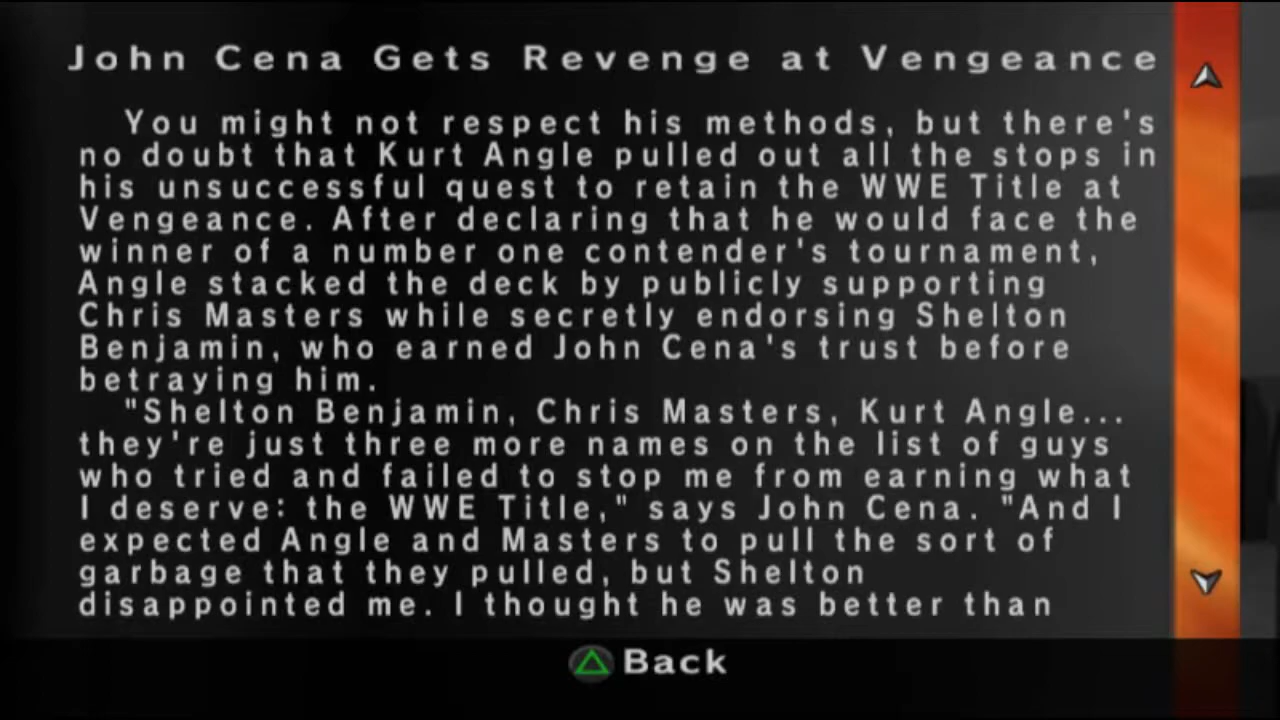 John Cena Gets Revenge at Vengeance
You might not respect his methods, but there's
no doubt that Kurt Angle pulled out all the stops in
his unsuccessful quest to retain the WWE Title at
Vengeance. After declaring that he would face the
winner of a number one contender's tournament,
Angle stacked the deck by publicly supporting
Chris Masters while secretly endorsing Shelton
Benjamin, who earned John Cena's trust before
betraying him.
"Shelton Benjamin, Chris Masters, Kurt Angle...
they're just three more names on the list of guys
who tried and failed to stop me from earning what
I deserve: the WWE Title," says John Cena. "And I
expected Angle and Masters to pull the sort of
garbage that they pulled, but Shelton
disappointed me. I thought he was better than
Back